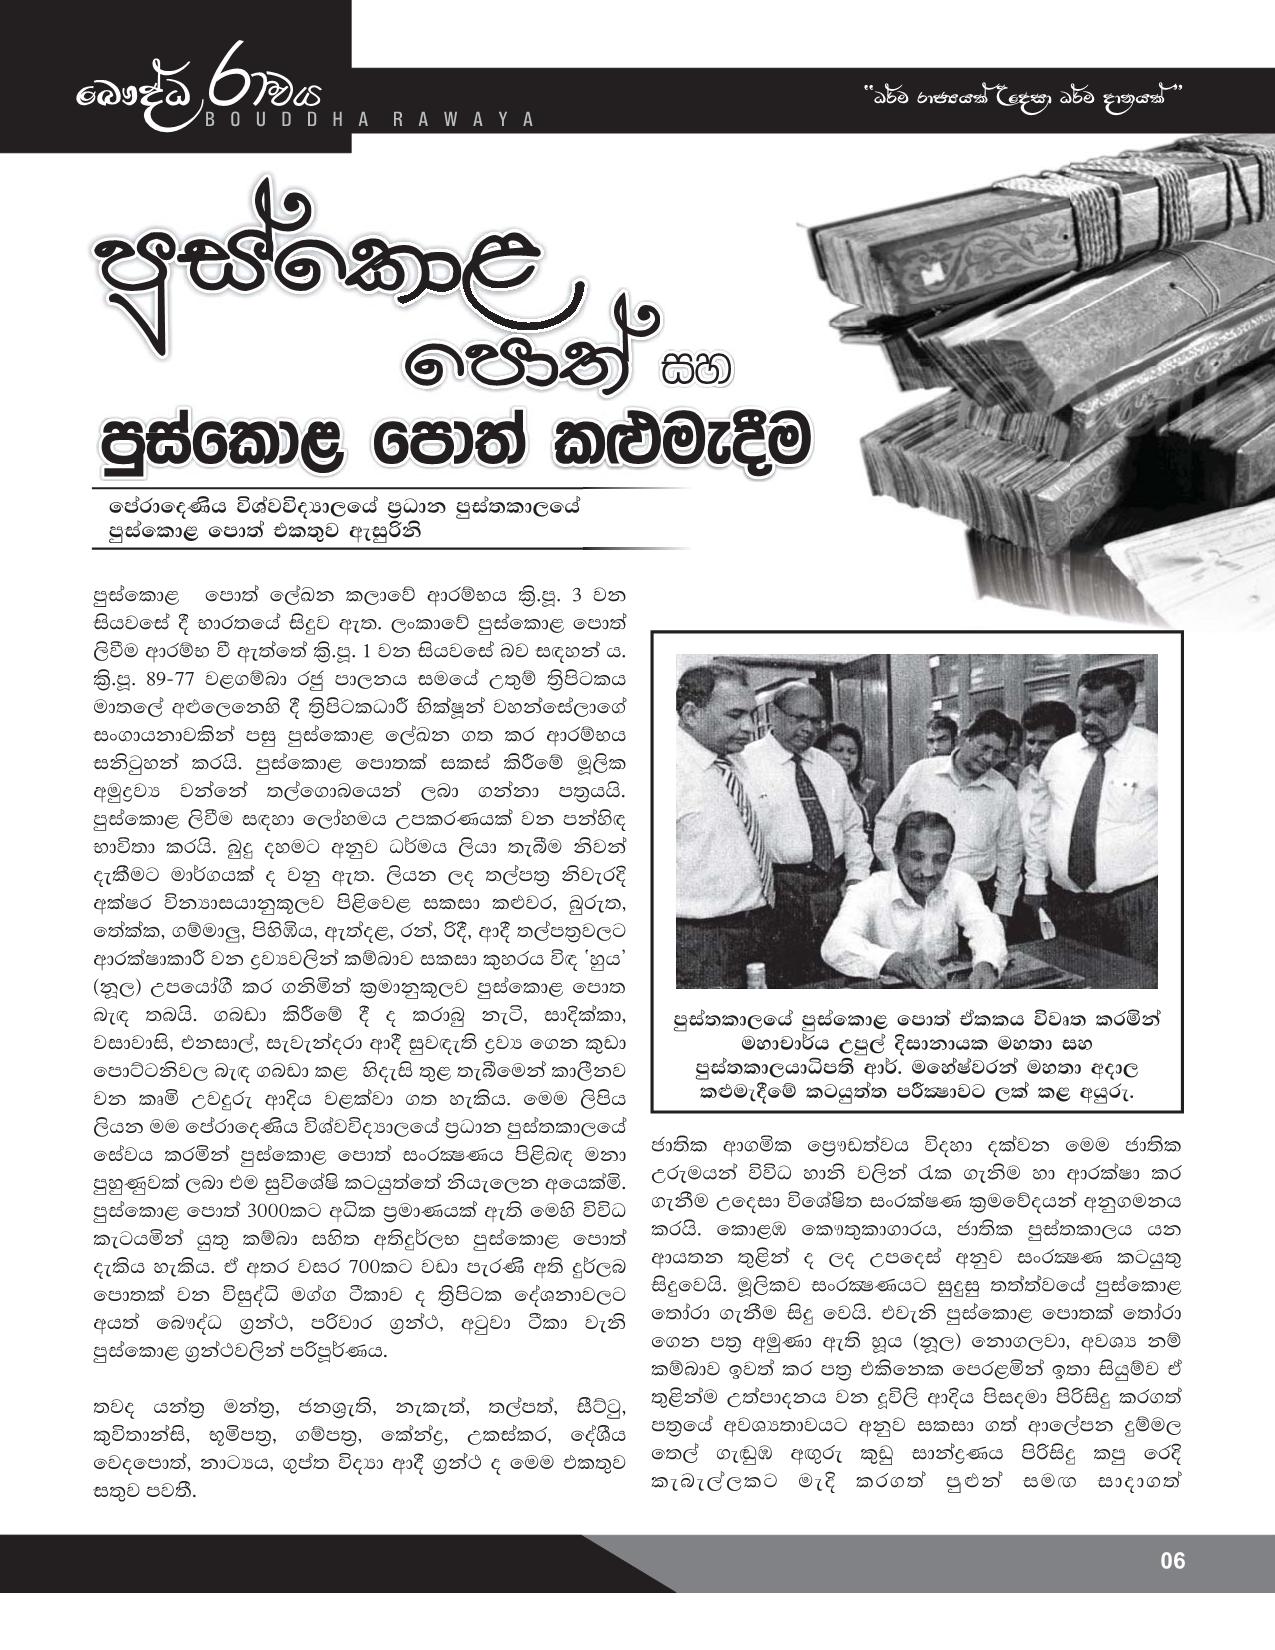 බෞද්ධ රාවය
BOUDDHA RAWAYA
“ධර්ම රාජ්‍යයක් උදෙසා ධර්ම දානයක්”
පුස්කොළ
පොත් සහ
පුස්කොළ පොත් කළුමැදීම
පේරාදෙණිය විශ්වවිද්‍යාලයේ ප්‍රධාන පුස්තකාලයේ
පුස්කොළ පොත් එකතුව ඇසුරිනි
පුස්කොළ පොත් ලේඛන කලාවේ ආරම්භය ක්‍රි.පූ. 3 වන
සියවසේ දී භාරතයේ සිදුව ඇත. ලංකාවේ පුස්කොළ පොත්
ලිවීම ආරම්භ වී ඇත්තේ ක්‍රි.පූ. 1 වන සියවසේ බව සඳහන් ය.
ක්‍රි.පූ. 89-77 වළගම්බා රජු පාලනය සමයේ උතුම් ත්‍රිපිටකය
මාතලේ අළුලෙනෙහි දී ත්‍රිපිටකධාරී භික්ෂූන් වහන්සේලාගේ
සංගායනාවකින් පසු පුස්කොළ ලේඛන ගත කර ආරම්භය
සනිටුහන් කරයි. පුස්කොළ පොතක් සකස් කිරීමේ මූලික
අමුද්‍රව්‍ය වන්නේ තල්ගොබයෙන් ලබා ගන්නා පත්‍රයයි.
පුස්කොළ ලිවීම සඳහා ලෝහමය උපකරණයක් වන පන්හිඳ
භාවිතා කරයි. බුදු දහමට අනුව ධර්මය ලියා තැබීම නිවන්
දැකීමට මාර්ගයක් ද වනු ඇත. ලියන ලද තල්පත්‍ර නිවැරදි
අක්ෂර වින්‍යාසයානුකූලව පිළිවෙළ සකසා කළුවර, බුරුත,
තේක්ක, ගම්මාලු, පිහිඹිය, ඇත්දළ, රන්, රිදී, ආදී තල්පත්‍රවලට
ආරක්ෂාකාරී වන ද්‍රව්‍යවලින් කම්බාව සකසා කුහරය විඳ ‘හුය’
(නූල) උපයෝගී කර ගනිමින් ක්‍රමානුකූලව පුස්කොළ පොත
බැඳ තබයි. ගබඩා කිරීමේ දී ද කරාබු නැටි, සාදික්කා,
වසාවාසි, එනසාල්, සැවැන්දරා ආදී සුවඳැති ද්‍රව්‍ය ගෙන කුඩා
පොට්ටනිවල බැඳ ගබඩා කළ හිදැසි තුළ තැබීමෙන් කාලීනව
වන කෘමි උවදුරු ආදිය වළක්වා ගත හැකිය. මෙම ලිපිය
ලියන මම පේරාදෙණිය විශ්වවිද්‍යාලයේ ප්‍රධාන පුස්තකාලයේ
සේවය කරමින් පුස්කොළ පොත් සංරක්‍ෂණය පිළිබඳ මනා
පුහුණුවක් ලබා එම සුවිශේෂි කටයුත්තේ නියැලෙන අයෙක්මි.
පුස්කොළ පොත් 3000කට අධික ප්‍රමාණයක් ඇති මෙහි විවිධ
කැටයමින් යුතු කම්බා සහිත අතිදුර්ලභ පුස්කොළ පොත්
දැකිය හැකිය. ඒ අතර වසර 700කට වඩා පැරණි අති දුර්ලබ
පොතක් වන විසුද්ධි මග්ග ටීකාව ද ත්‍රිපිටක දේශනාවලට
අයත් බෞද්ධ ග්‍රන්ථ, පරිවාර ග්‍රන්ථ, අටුවා ටීකා වැනි
පුස්කොළ ග්‍රන්ථවලින් පරිපූර්ණය.
තවද යන්ත්‍ර මන්ත්‍ර, ජනශ්‍රැති, නැකැත්, තල්පත්, සීට්ටු,
කුවිතාන්සි, භූමිපත්‍ර, ගම්පත්‍ර, කේන්ද්‍ර, උකස්කර, දේශීය
වෙදපොත්, නාට්‍යය, ගුප්ත විද්‍යා ආදී ග්‍රන්ථ ද මෙම එකතුව
සතුව පවතී.
පුස්තකාලයේ පුස්කොළ පොත් ඒකකය විවෘත කරමින්
මහාචාර්ය උපුල් දිසානායක මහතා සහ
පුස්තකාලයාධිපති ආර්. මහේෂ්වරන් මහතා අදාල
කළුමැදීමේ කටයුත්ත පරීක්‍ෂාවට ලක් කළ අයුරු.
ජාතික ආගමික ප්‍රෞඩත්වය විදහා දක්වන මෙම ජාතික
උරුමයන් විවිධ හානි වලින් රැක ගැනිම හා ආරක්ෂා කර
ගැනීම උදෙසා විශේෂිත සංරක්ෂණ ක්‍රමවේදයන් අනුගමනය
කරයි. කොළඹ කෞතුකාගාරය, ජාතික පුස්තකාලය යන
ආයතන තුළින් ද ලද උපදෙස් අනුව සංරක්‍ෂණ කටයුතු
සිදුවෙයි. මූලිකව සංරක්‍ෂණයට සුදුසු තත්ත්වයේ පුස්කොළ
තෝරා ගැනීම සිදු වෙයි. එවැනි පුස්කොළ පොතක් තෝරා
ගෙන පත්‍ර අමුණා ඇති හූය (නූල) නොගලවා, අවශ්‍ය නම්
කම්බාව ඉවත් කර පත්‍ර එකිනෙක පෙරළමින් ඉතා සියුම්ව ඒ
තුළින්ම උත්පාදනය වන දූවිලි ආදිය පිසදමා පිරිසිදු කරගත්
පත්‍රයේ අවශ්‍යතාවයට අනුව සකසා ගත් ආලේපන දුම්මල
තෙල් ගැඬුඹ අඟුරු කුඩු සාන්ද්‍රණය පිරිසිදු කපු රෙදි
කැබැල්ලකට මැදි කරගත් පුළුන් සමඟ සාදාගත්
06